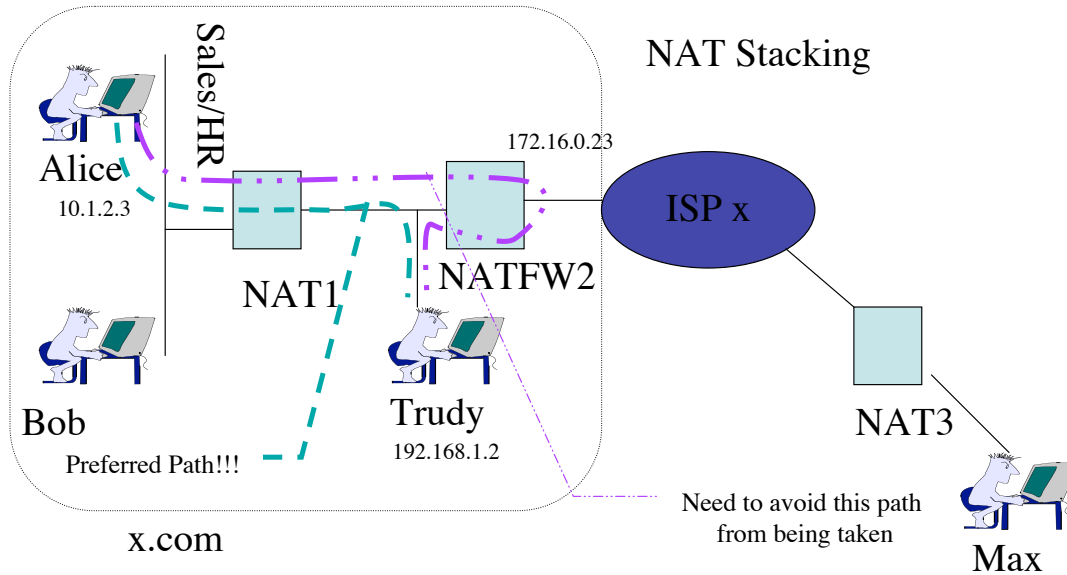 NAT Stacking
Sales/HR
172.16.0.23
Alice
10.1.2.3
ISP x
NAT1
NATFW2
Bob
Trudy
192.168.1.2
NAT3
Preferred Path!!!
Need to avoid this path
from being taken
Max
x.com